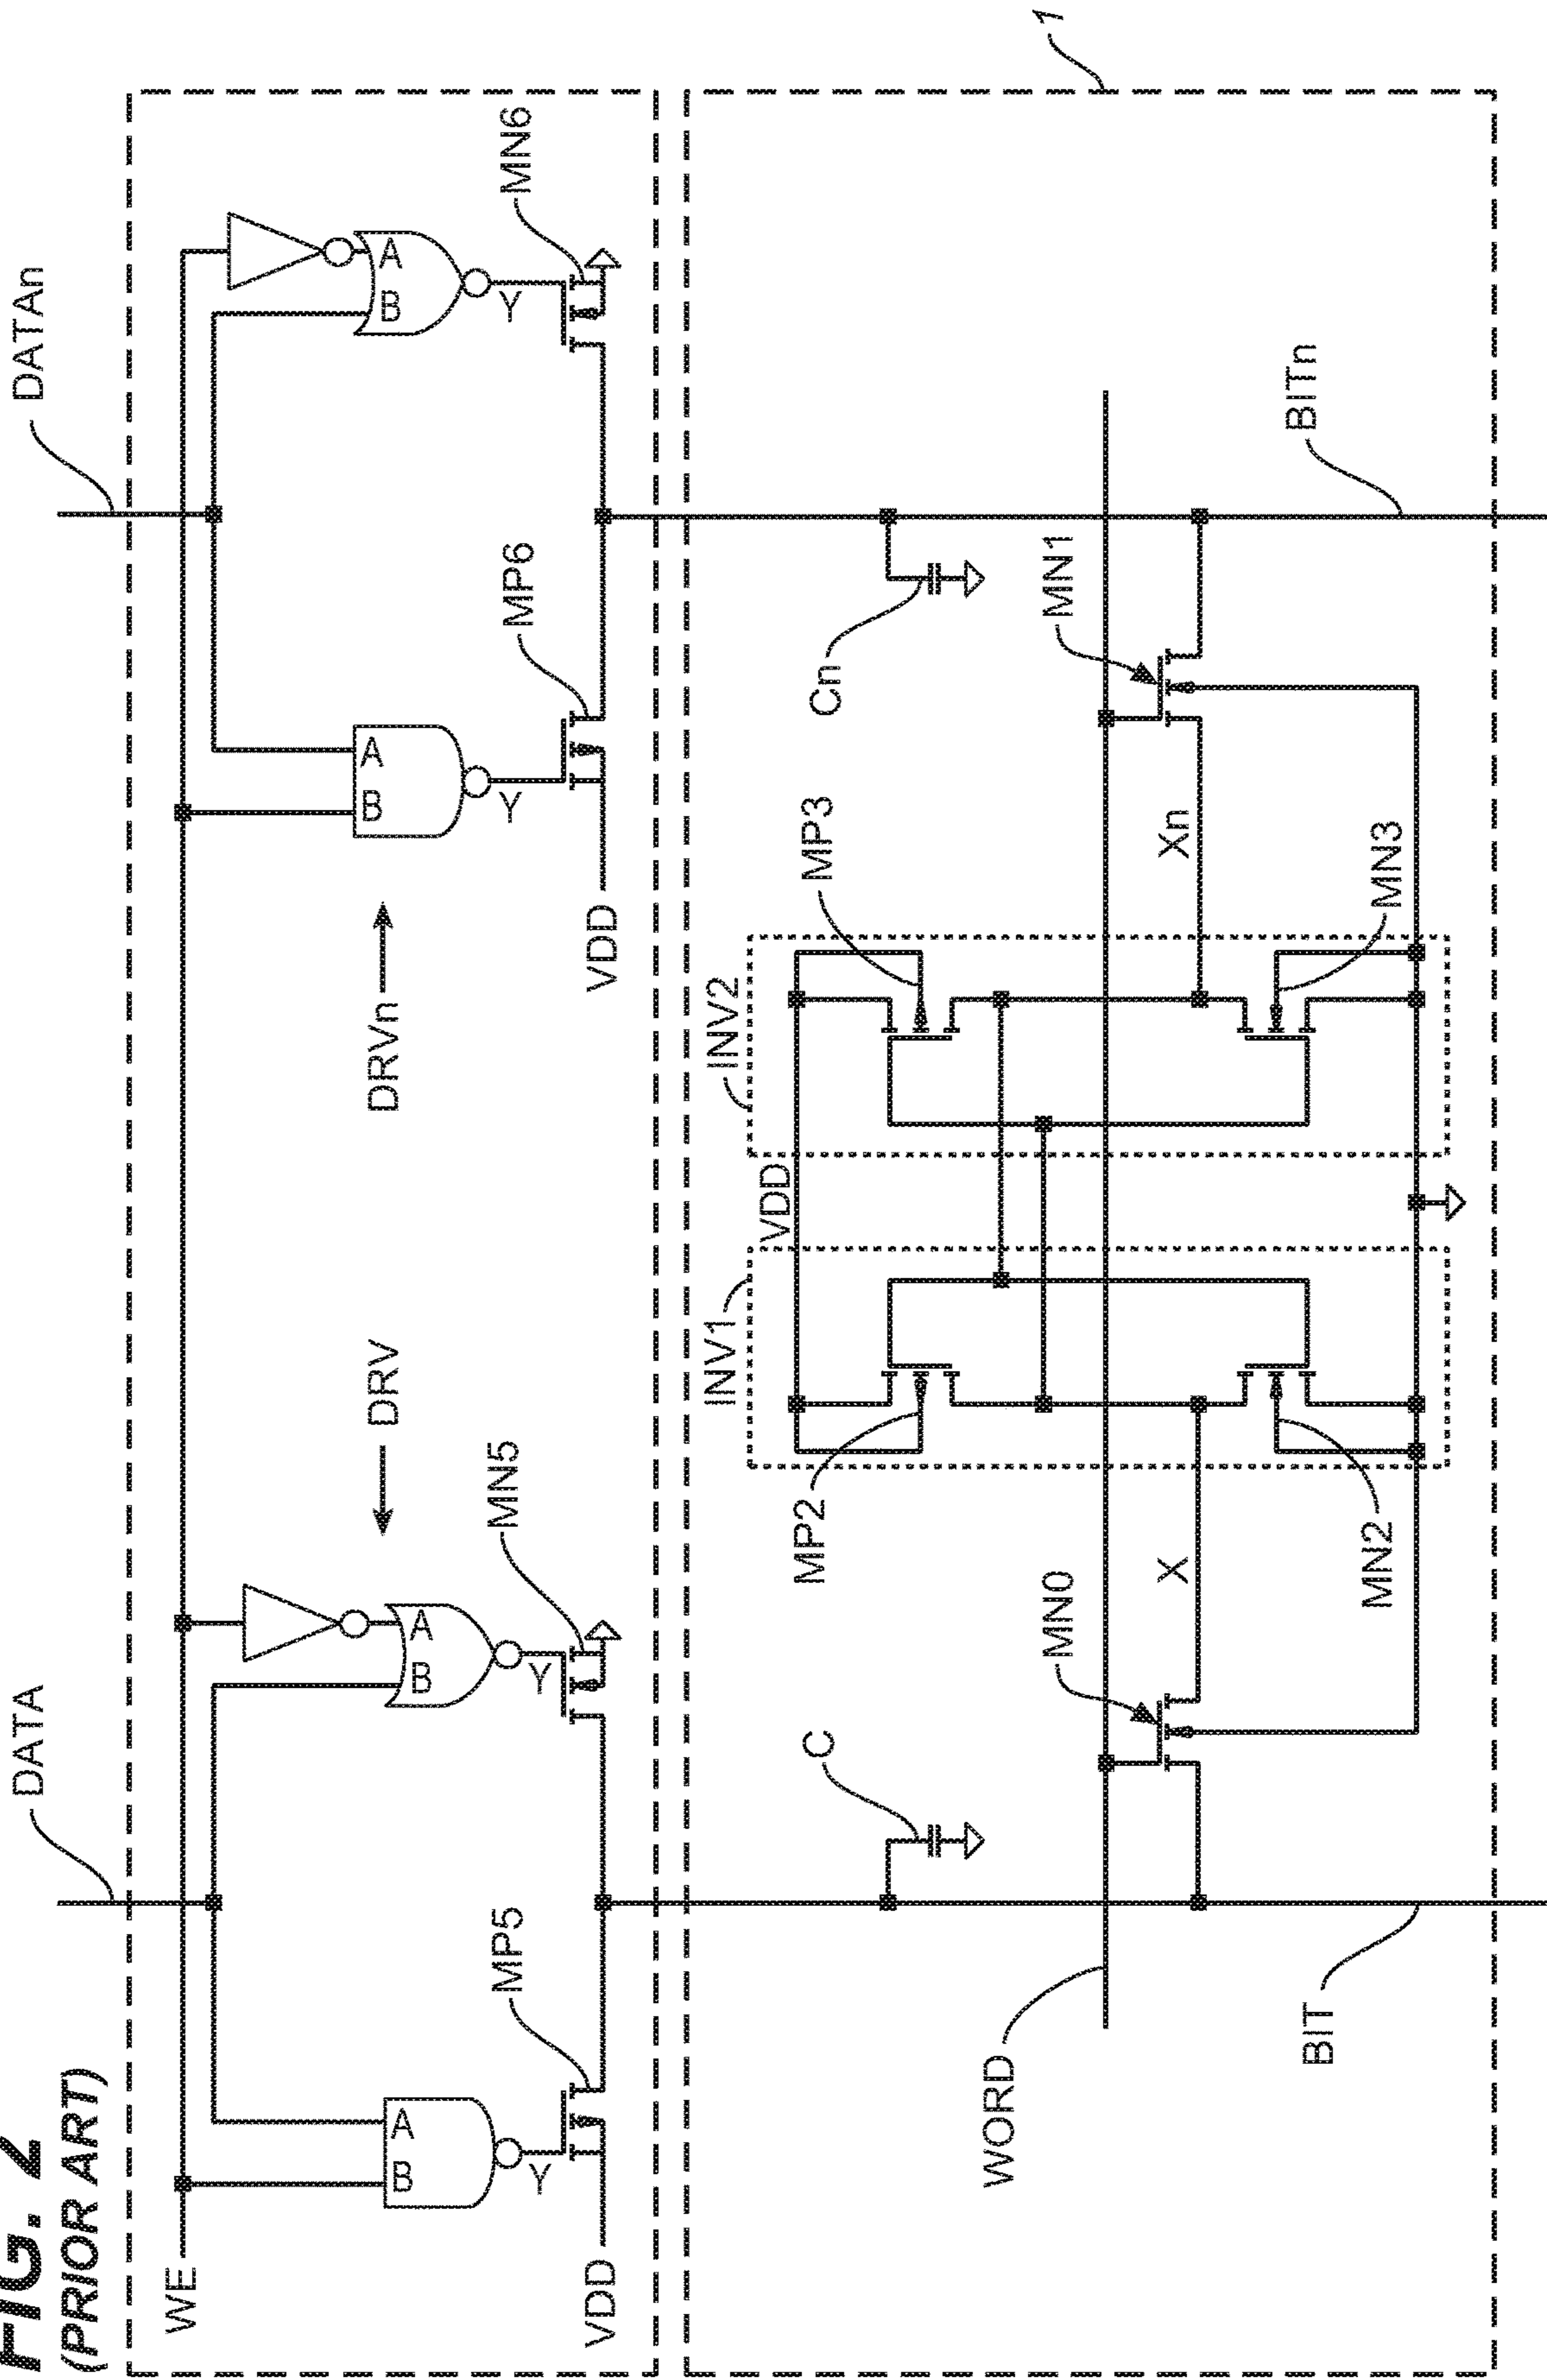 FIG. 2
(PRIOR ART)
DATA
DATAn
1
WE
A
B
Y
A
B
Y
A
B
Y
A
B
Y
DRV
DRVn
MP5
MN5
MP6
MN6
VDD
VDD
INV1
INV2
VDD
C
Cn
MP2
MP3
WORD
MN0
MN1
X
Xn
MN2
MN3
BIT
BITn